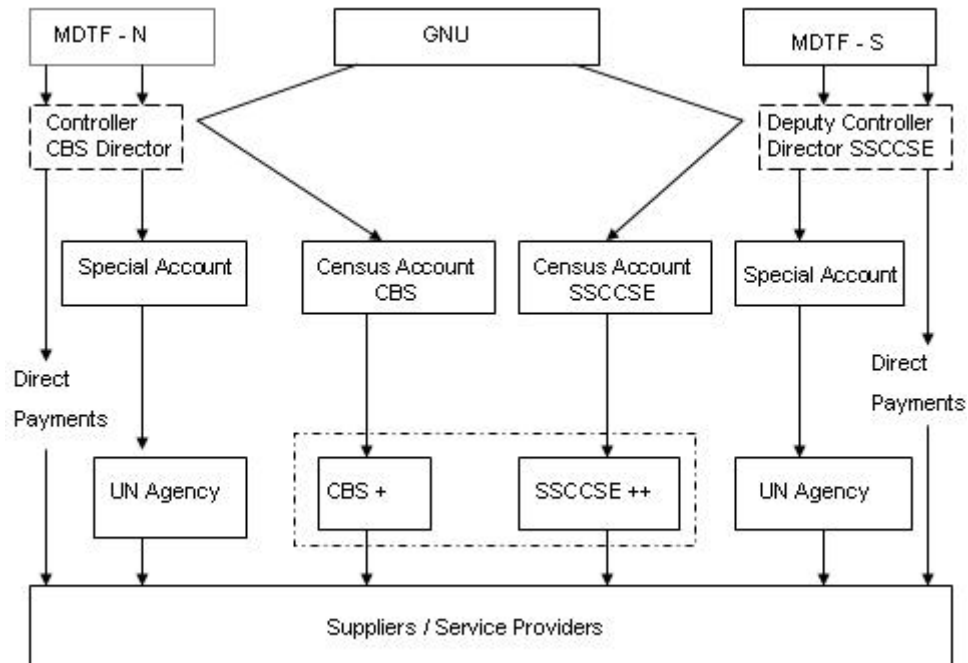 MDTF - N
GNU
MDTF - S
Controller
CBS Director
Deputy Controller
Director SSCCSE
Special Account
Census Account
CBS
Census Account
SSCCSE
Special Account
Direct
Payments
Direct
Payments
UN Agency
CBS +
SSCCSE ++
UN Agency
Suppliers / Service Providers